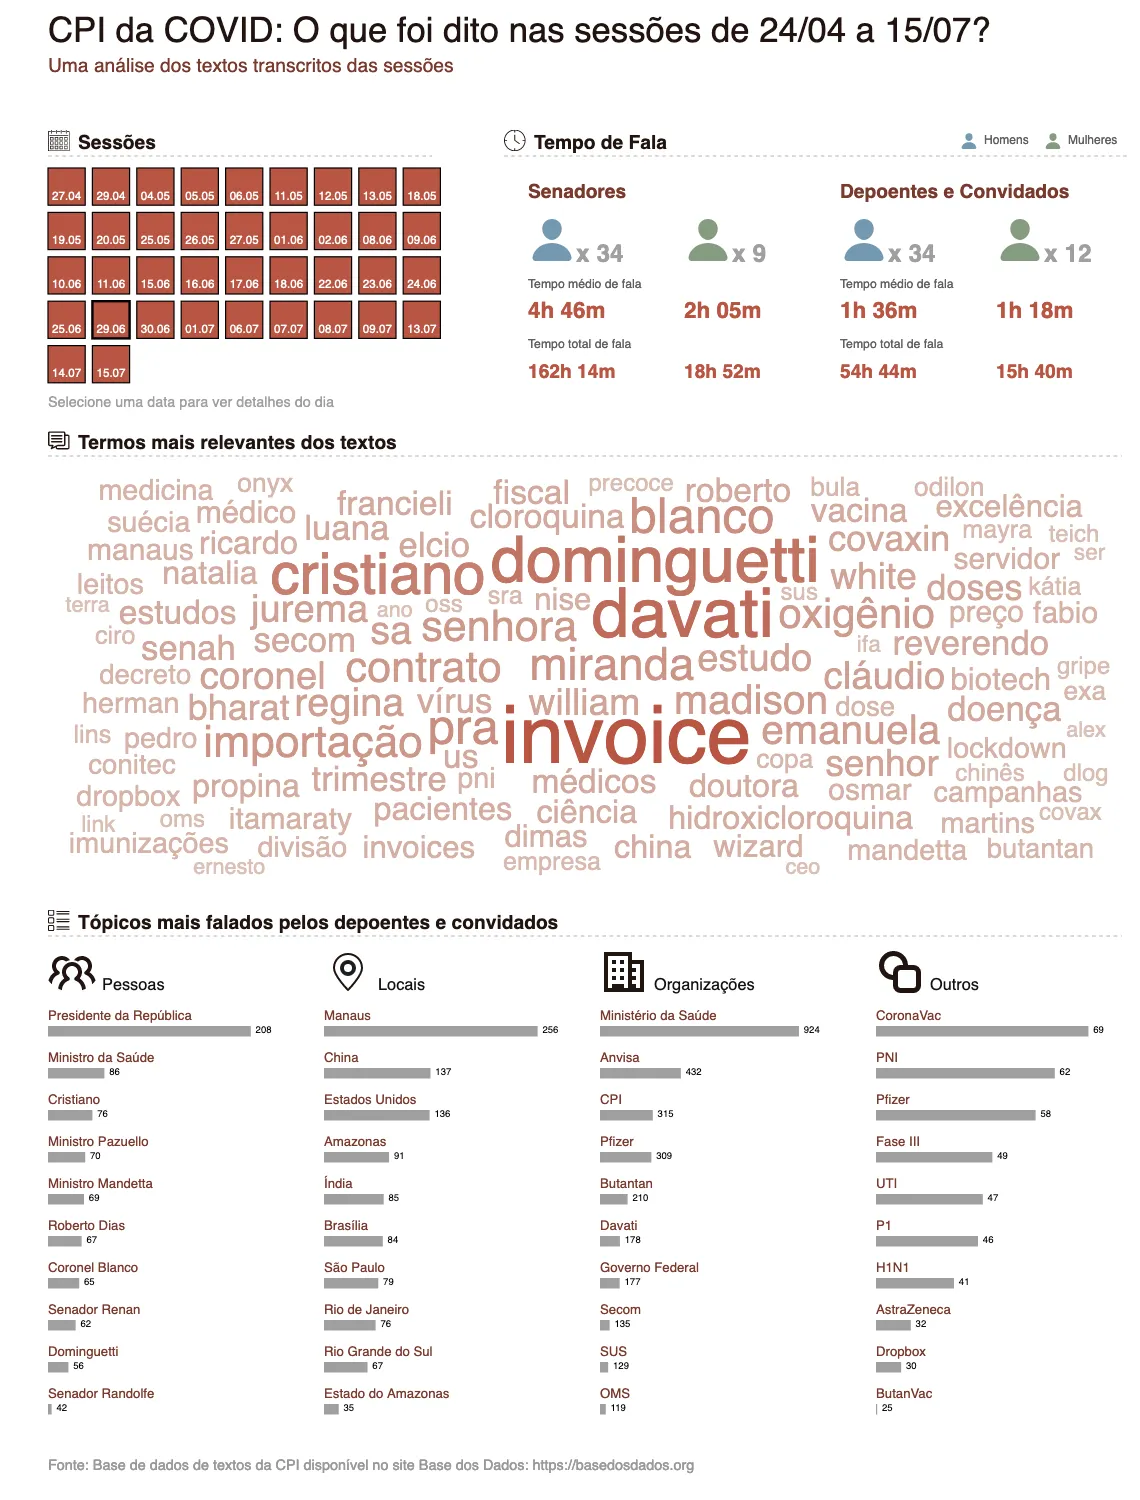 CPI da COVID: O que foi dito nas sessões de 24/04 a 15/07?
Uma análise dos textos transcritos das sessões
Sessões
27.04 29.04 04.05 05.05 06.05 11.05 12.05 13.05 18.05
19.05 20.05 25.05 26.05 27.05 01.06 02.06 08.06 09.06
10.06 11.06 15.06 16.06 17.06 18.06 22.06 23.06 24.06
25.06 29.06 30.06 01.07 06.07 07.07 08.07 09.07 13.07
14.07 15.07
Selecione uma data para ver detalhes do dia
Tempo de Fala
Homens Mulheres
Senadores
x 34 x 9
Tempo médio de fala
4h 46m 2h 05m
Tempo total de fala
162h 14m 18h 52m
Depoentes e Convidados
x 34 x 12
Tempo médio de fala
1h 36m 1h 18m
Tempo total de fala
54h 44m 15h 40m
Termos mais relevantes dos textos
medicina onyx francieli fiscal precoce roberto bula odilon
suécia médico luana cloroquina blanco vacina excelência
manaus ricardo elcio dominguetti covaxin mayra teich
leitos natalia cristiano white servidor ser
terra estudos jurema ano oss sra nise davati sus doses kátia
ciro senah secom sa senhora oxigênio preço fabio
decreto coronel contrato miranda estudo ifa reverendo
herman bharat regina vírus william madison cláudio biotech gripe
lins pedro importação pra invoice emanuela dose doença exa
conitec us copa senhor lockdown alex
dropbox propina trimestre pni médicos doutora osmar chinês dlog
link oms itamaraty pacientes ciência hidroxicloroquina campanhas
imunizações divisão invoices dimas china wizard martins covax
ernesto empresa ceo mandetta butantan
Tópicos mais falados pelos depoentes e convidados
Pessoas
Presidente da República
208
Ministro da Saúde
86
Cristiano
76
Ministro Pazuello
70
Ministro Mandetta
69
Roberto Dias
67
Coronel Blanco
65
Senador Renan
62
Dominguetti
56
Senador Randolfe
42
Locais
Manaus
256
China
137
Estados Unidos
136
Amazonas
91
Índia
85
Brasília
84
São Paulo
79
Rio de Janeiro
76
Rio Grande do Sul
67
Estado do Amazonas
35
Organizações
Ministério da Saúde
924
Anvisa
432
CPI
315
Pfizer
309
Butantan
210
Davati
178
Governo Federal
177
Secom
135
SUS
129
OMS
119
Outros
CoronaVac
69
PNI
62
Pfizer
58
Fase III
49
UTI
47
P1
46
H1N1
41
AstraZeneca
32
Dropbox
30
ButanVac
25
Fonte: Base de dados de textos da CPI disponível no site Base dos Dados: https://basedosdados.org